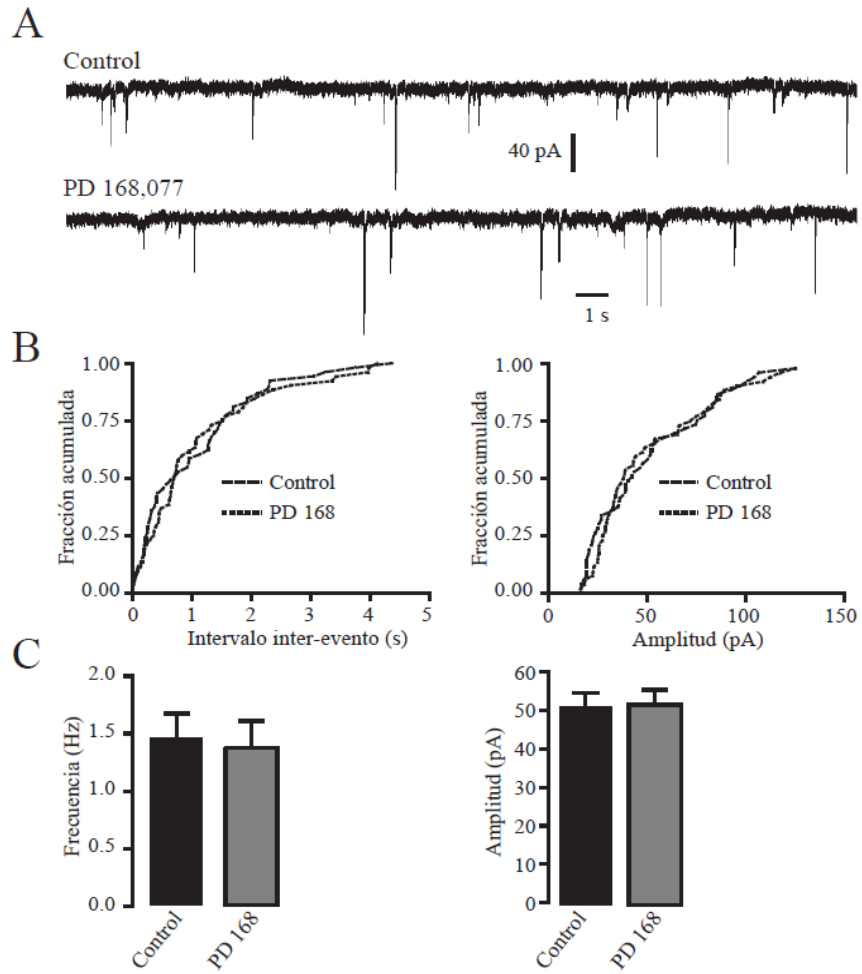 A
Control
40 pA
PD 168,077
1 s
B
Fracción acumulada
1.00
0.75
0.50
0.25
0.00
Control
PD 168
0 1 2 3 4 5
Intervalo inter-evento (s)
Fracción acumulada
1.00
0.75
0.50
0.25
0.00
Control
PD 168
0 50 100 150
Amplitud (pA)
C
Frecuencia (Hz)
2.0
1.5
1.0
0.5
0.0
Control
PD 168
Amplitud (pA)
60
50
40
30
20
10
0
Control
PD 168